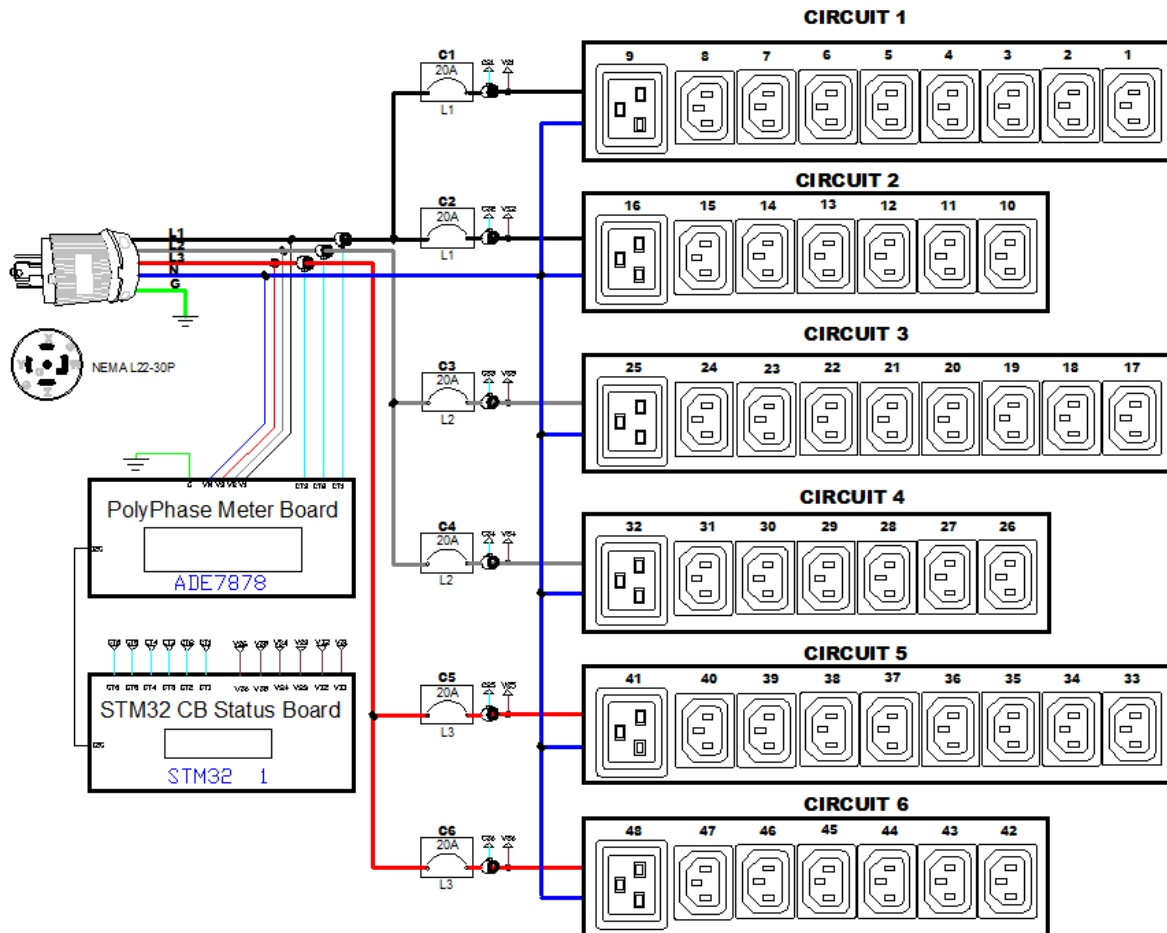 CIRCUIT 1
C1
20A
L1
9 8 7 6 5 4 3 2 1
CIRCUIT 2
C2
20A
L1
16 15 14 13 12 11 10
L1
L2
L3
N
G
NEMA L22-30P
CIRCUIT 3
C3
20A
L2
25 24 23 22 21 20 19 18 17
PolyPhase Meter Board
ADE7878
CIRCUIT 4
C4
20A
L2
32 31 30 29 28 27 26
STM32 CB Status Board
STM32 1
CIRCUIT 5
C5
20A
L3
41 40 39 38 37 36 35 34 33
CIRCUIT 6
C6
20A
L3
48 47 46 45 44 43 42